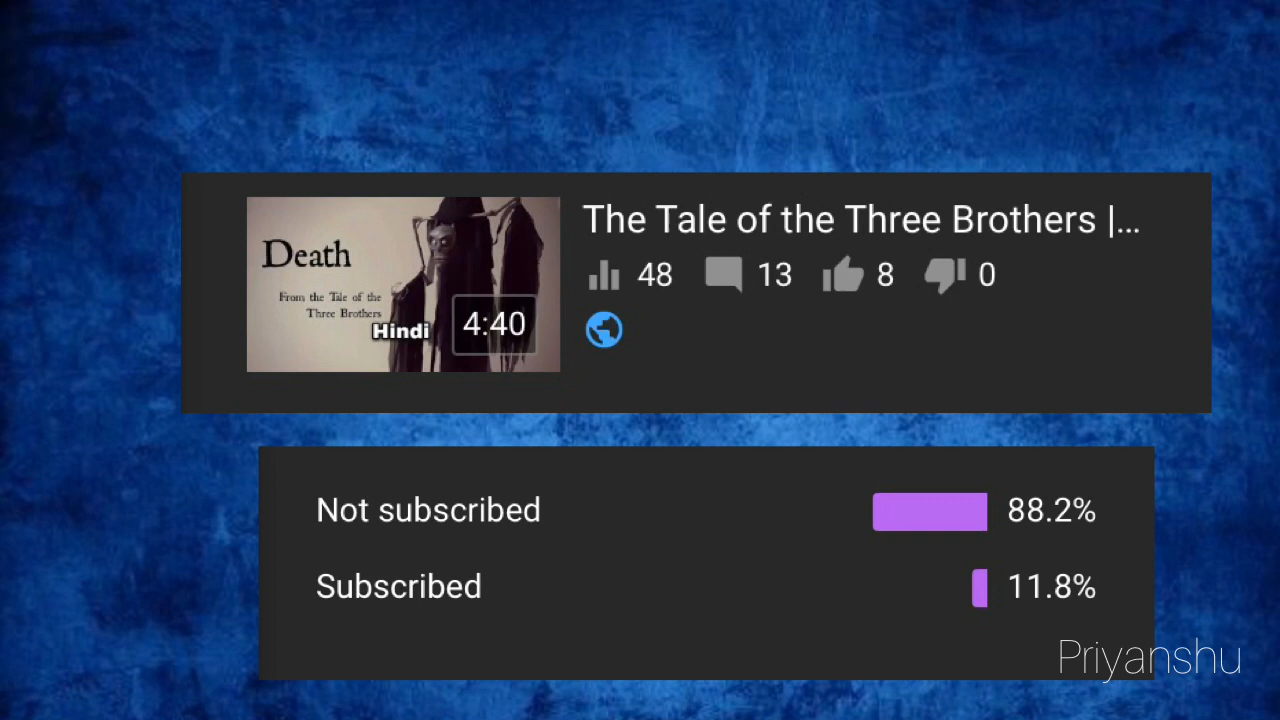 The Tale of the Three Brothers |...
48 13 8 0
Death
From the Tale of the
Three Brothers
Hindi
4:40
Not subscribed 88.2%
Subscribed 11.8%
Priyanshu